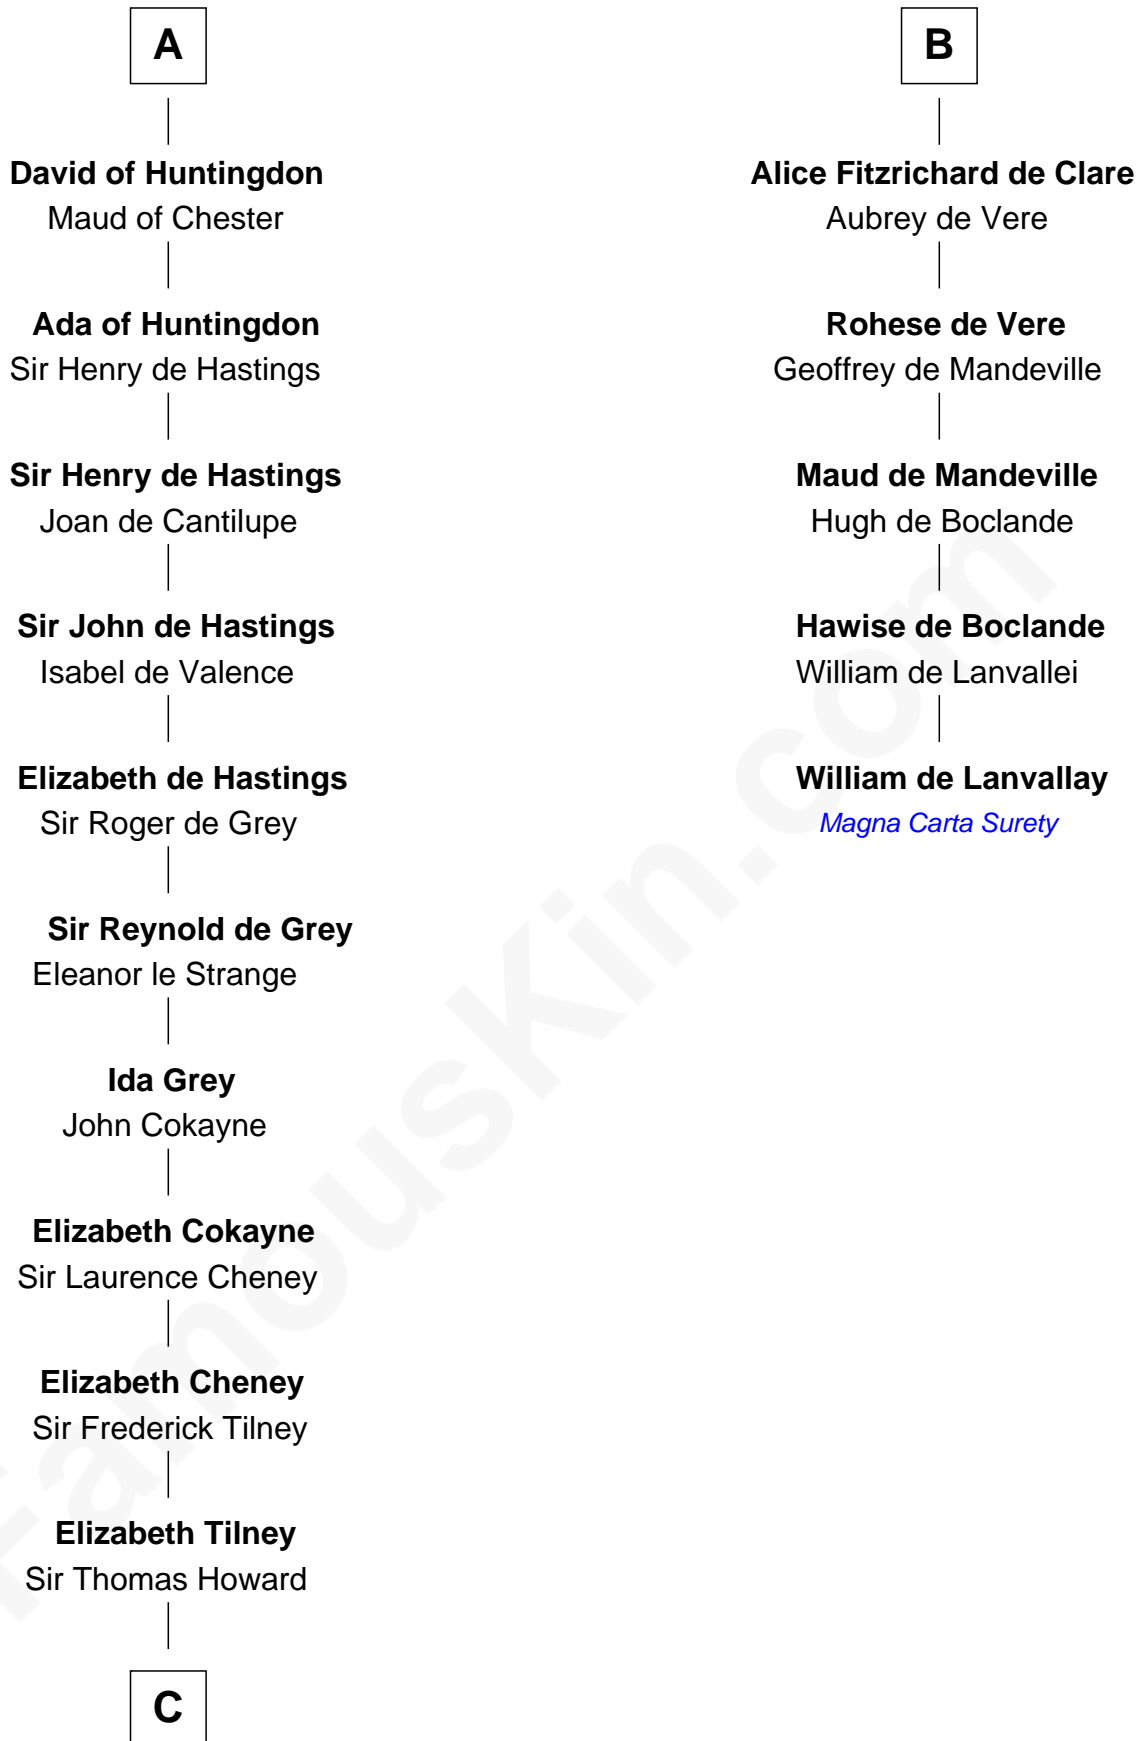 A
David of Huntingdon
Maud of Chester
Ada of Huntingdon
Sir Henry de Hastings
Sir Henry de Hastings
Joan de Cantilupe
Sir John de Hastings
Isabel de Valence
Elizabeth de Hastings
Sir Roger de Grey
Sir Reynold de Grey
Eleanor le Strange
Ida Grey
John Cokayne
Elizabeth Cokayne
Sir Laurence Cheney
Elizabeth Cheney
Sir Frederick Tilney
Elizabeth Tilney
Sir Thomas Howard
C
B
Alice Fitzrichard de Clare
Aubrey de Vere
Rohese de Vere
Geoffrey de Mandeville
Maud de Mandeville
Hugh de Boclande
Hawise de Boclande
William de Lanvallei
William de Lanvallay
Magna Carta Surety
FamousKin.com